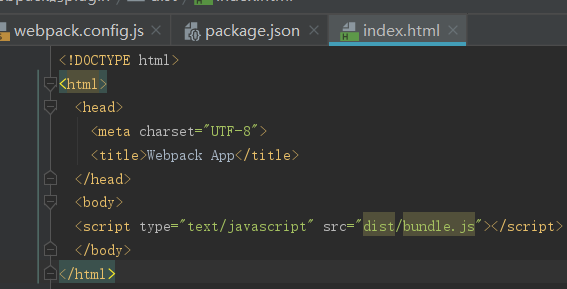 webpack.config.js package.json index.html
<!DOCTYPE html>
<html>
<head>
<meta charset="UTF-8">
<title>Webpack App</title>
</head>
<body>
<script type="text/javascript" src="dist/bundle.js"></script>
</body>
</html>